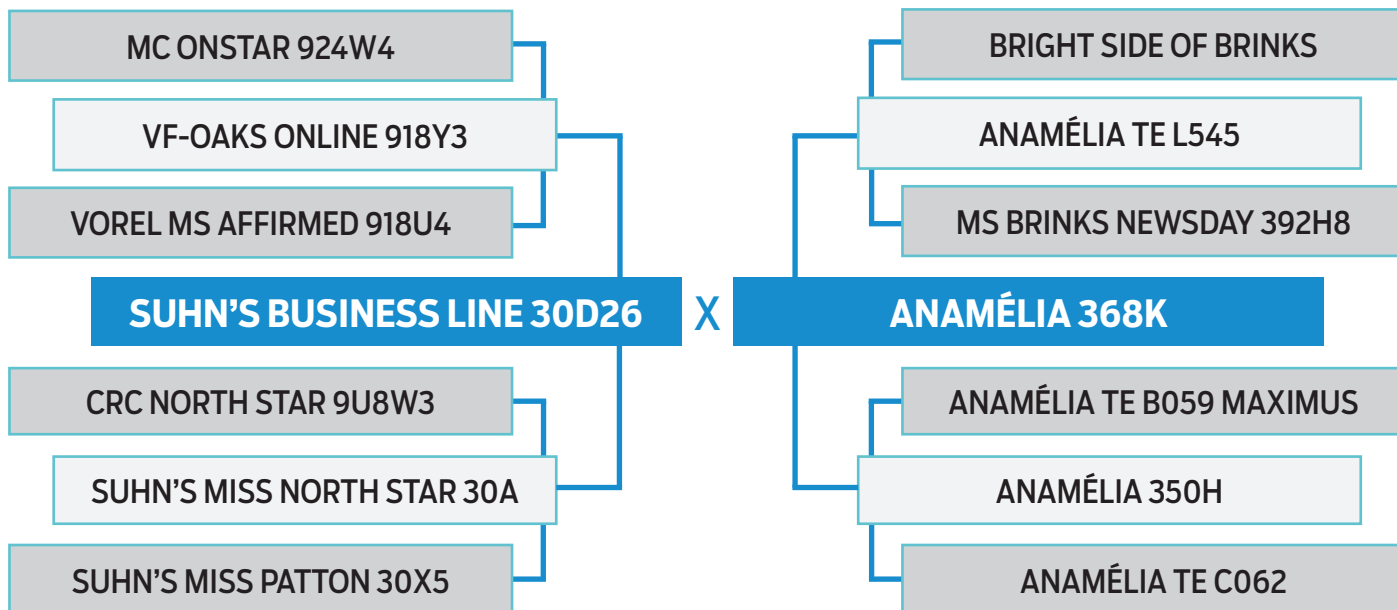 MC ONSTAR 924W4
VF-OAKS ONLINE 918Y3
VOREL MS AFFIRMED 918U4
SUHN’S BUSINESS LINE 30D26
CRC NORTH STAR 9U8W3
SUHN’S MISS NORTH STAR 30A
SUHN’S MISS PATTON 30X5
X
BRIGHT SIDE OF BRINKS
ANAMÉLIA TE L545
MS BRINKS NEWSDAY 392H8
ANAMÉLIA 368K
ANAMÉLIA TE B059 MAXIMUS
ANAMÉLIA 350H
ANAMÉLIA TE C062